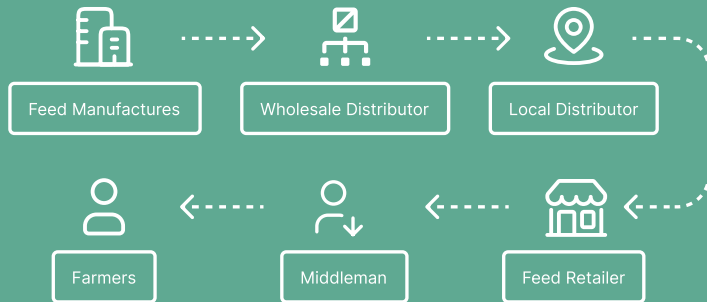 Feed Manufactures
Wholesale Distributor
Local Distributor
Feed Retailer
Middleman
Farmers